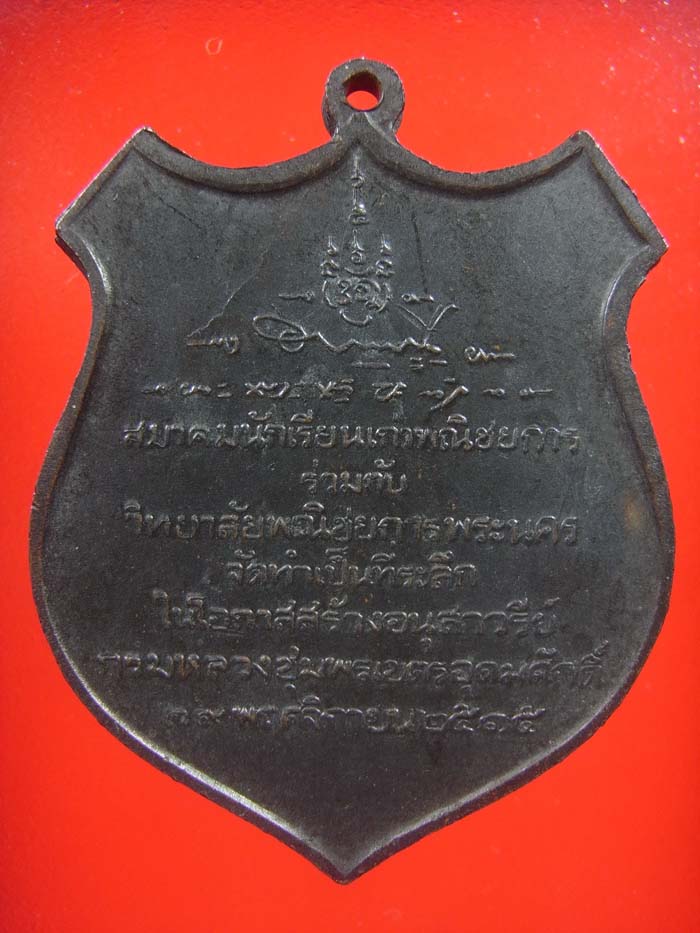 สมาคมนักเรียนเก่าพณิชยการ
ร่วมกับ
วิทยาลัยพณิชยการพระนคร
จัดทำเป็นที่ระลึก
ในโอกาสสร้างอนุสาวรีย์
กรมหลวงชุมพรเขตรอุดมศักดิ์
๑๙ พฤศจิกายน ๒๕๑๕